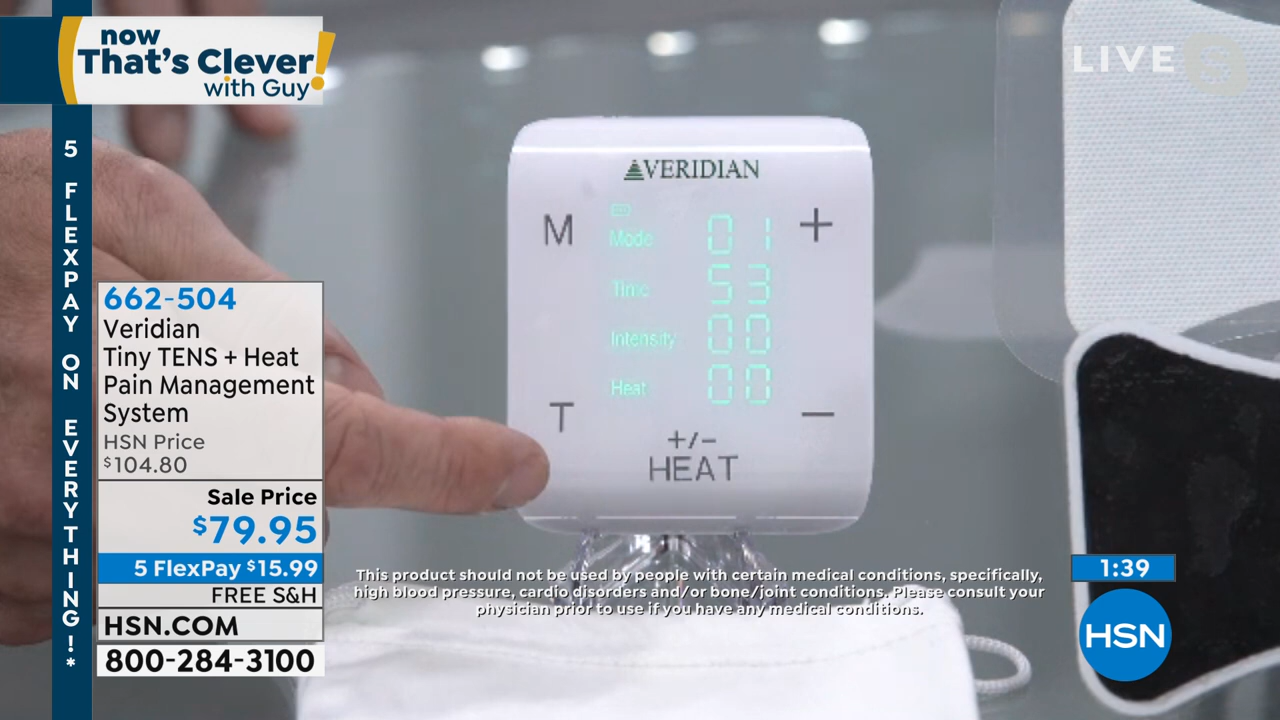 now
That's Clever!
with Guy
LIVE
5 FLEXPAY ON EVERYTHING!*
VERIDIAN
M
+
Mode 01
Time 53
Intensity 00
Heat 00
T
−
+/−
HEAT
662-504
Veridian
Tiny TENS + Heat
Pain Management
System
HSN Price
$104.80
Sale Price
$79.95
5 FlexPay $15.99
FREE S&H
HSN.COM
800-284-3100
This product should not be used by people with certain medical conditions, specifically,
high blood pressure, cardio disorders and/or bone/joint conditions. Please consult your
physician prior to use if you have any medical conditions.
1:39
HSN